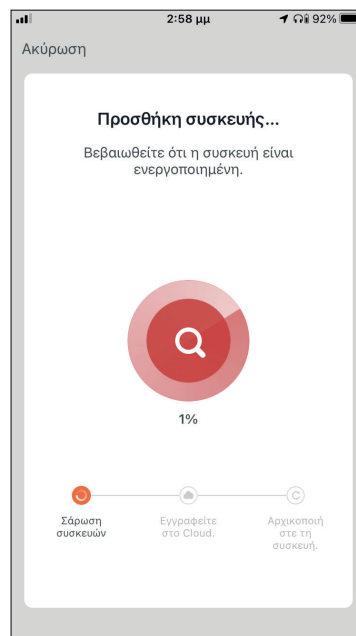 2:58 μμ 92%
Ακύρωση
Προσθήκη συσκευής...
Βεβαιωθείτε ότι η συσκευή είναι
ενεργοποιημένη.
1%
Σάρωση
συσκευών
Εγγραφείτε
στο Cloud.
Αρχικοποιή
στε τη
συσκευή.